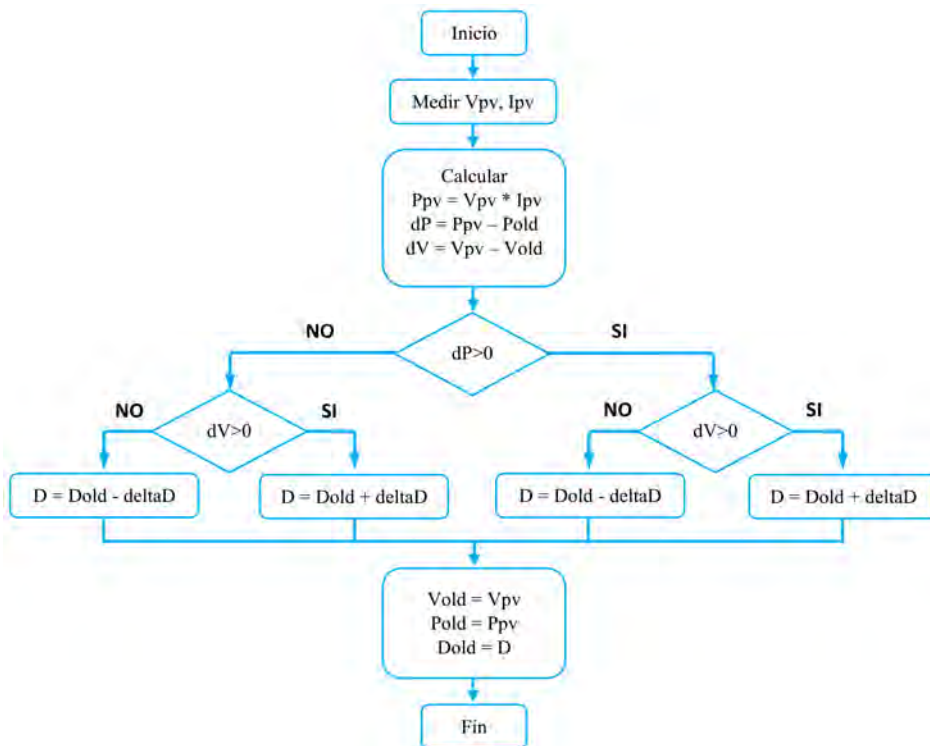 Inicio
Medir Vpv, Ipv
Calcular
Ppv = Vpv * Ipv
dP = Ppv – Pold
dV = Vpv – Vold
NO
SI
dP>0
NO
SI
NO
SI
dV>0
dV>0
D = Dold - deltaD
D = Dold + deltaD
D = Dold - deltaD
D = Dold + deltaD
Vold = Vpv
Pold = Ppv
Dold = D
Fin